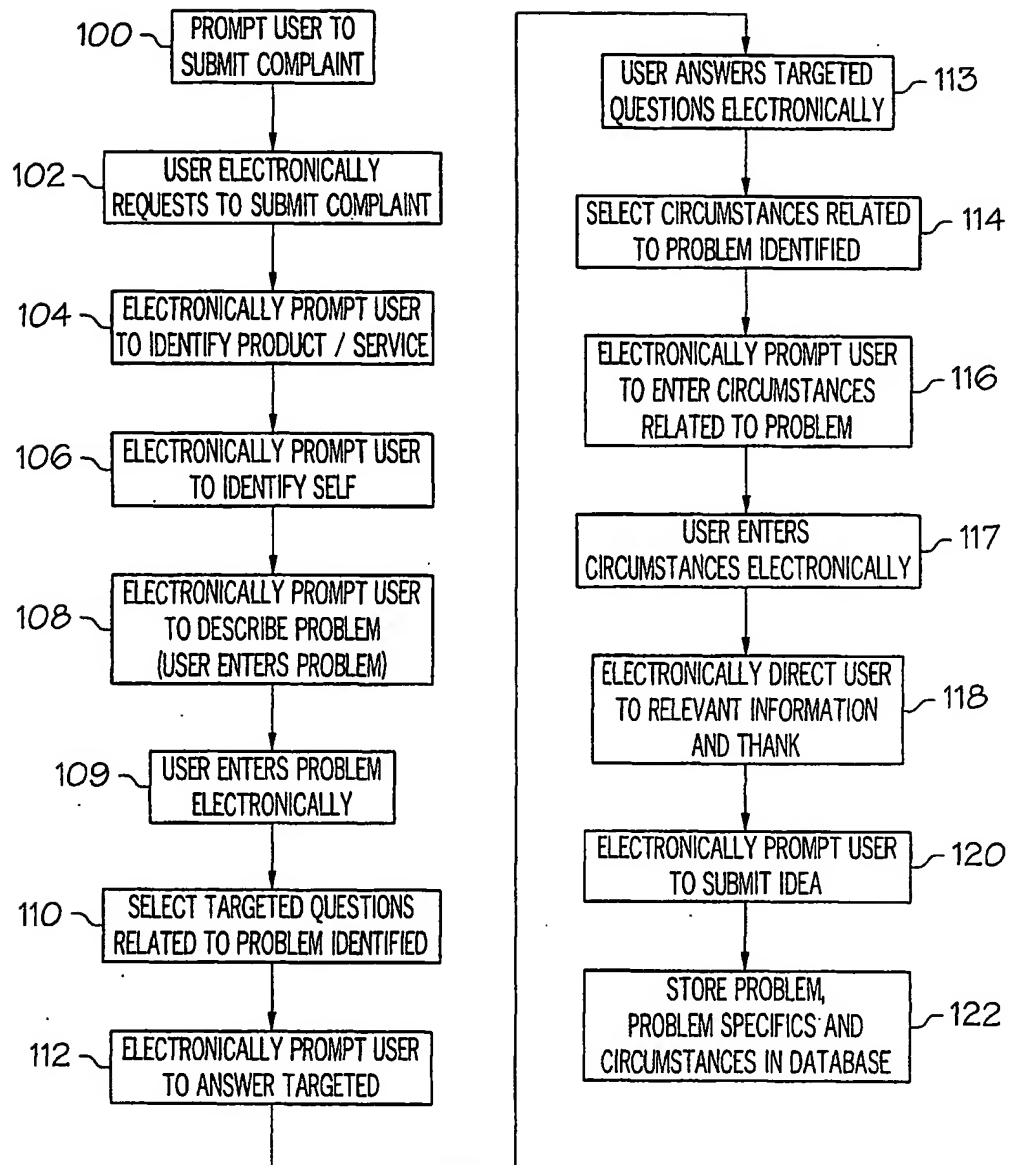 100
PROMPT USER TO
SUBMIT COMPLAINT
102
USER ELECTRONICALLY
REQUESTS TO SUBMIT COMPLAINT
104
ELECTRONICALLY PROMPT USER
TO IDENTIFY PRODUCT / SERVICE
106
ELECTRONICALLY PROMPT USER
TO IDENTIFY SELF
108
ELECTRONICALLY PROMPT USER
TO DESCRIBE PROBLEM
(USER ENTERS PROBLEM)
109
USER ENTERS PROBLEM
ELECTRONICALLY
110
SELECT TARGETED QUESTIONS
RELATED TO PROBLEM IDENTIFIED
112
ELECTRONICALLY PROMPT USER
TO ANSWER TARGETED
USER ANSWERS TARGETED
QUESTIONS ELECTRONICALLY
113
SELECT CIRCUMSTANCES RELATED
TO PROBLEM IDENTIFIED
114
ELECTRONICALLY PROMPT USER
TO ENTER CIRCUMSTANCES
RELATED TO PROBLEM
116
USER ENTERS
CIRCUMSTANCES ELECTRONICALLY
117
ELECTRONICALLY DIRECT USER
TO RELEVANT INFORMATION
AND THANK
118
ELECTRONICALLY PROMPT USER
TO SUBMIT IDEA
120
STORE PROBLEM,
PROBLEM SPECIFICS AND
CIRCUMSTANCES IN DATABASE
122